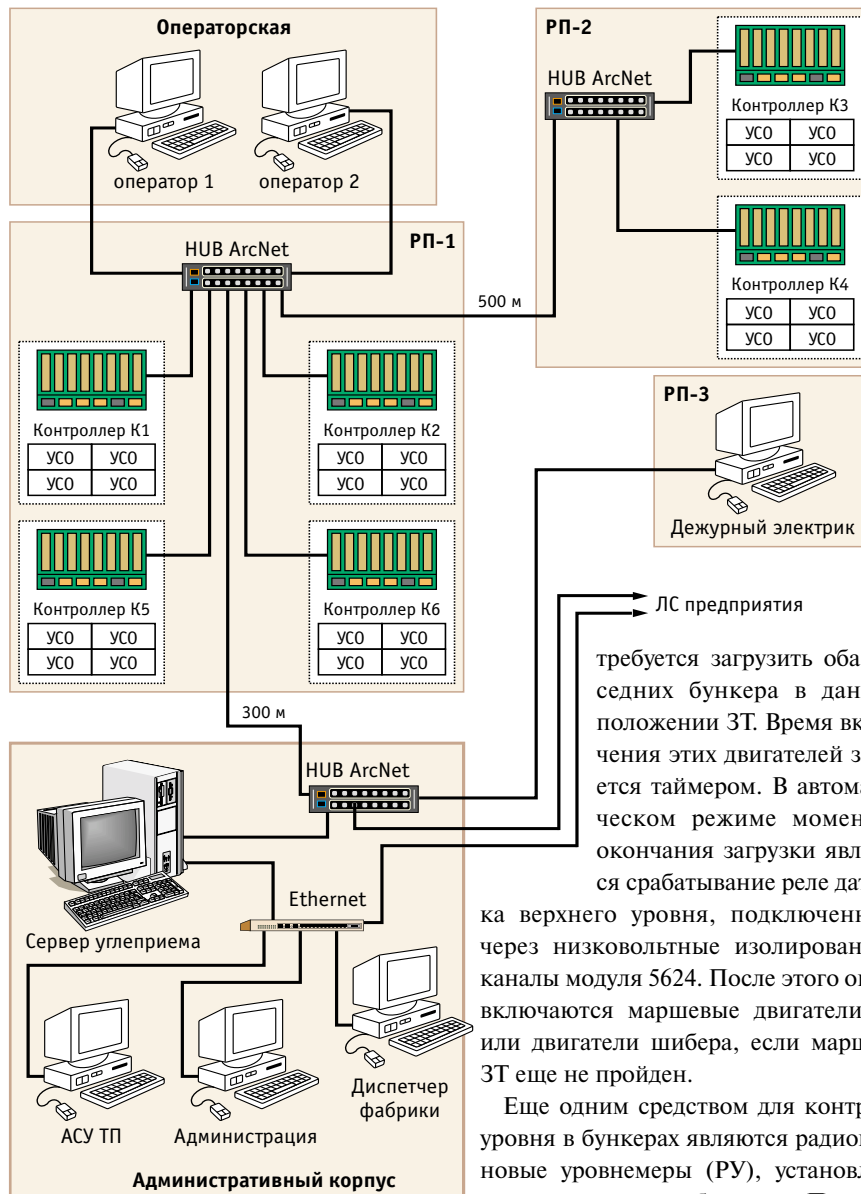 Операторская
оператор 1
оператор 2
РП-2
HUB ArcNet
Контроллер К3
УСО УСО
УСО УСО
Контроллер К4
УСО УСО
УСО УСО
РП-1
HUB ArcNet
500 м
Контроллер К1
УСО УСО
УСО УСО
Контроллер К2
УСО УСО
УСО УСО
Контроллер К5
УСО УСО
УСО УСО
Контроллер К6
УСО УСО
УСО УСО
РП-3
Дежурный электрик
ЛС предприятия
300 м
HUB ArcNet
Ethernet
Сервер углеприема
АСУ ТП
Администрация
Диспетчер
фабрики
Административный корпус
требуется загрузить оба
седних бункера в дан
положении ЗТ. Время вк
чения этих двигателей з
ется таймером. В автома
ческом режиме момен
окончания загрузки явл
ся срабатывание реле дат
ка верхнего уровня, подключен
через низковольтные изолирован
каналы модуля 5624. После этого о
включаются маршевые двигатели
или двигатели шибера, если марш
ЗТ еще не пройден.
Еще одним средством для контр
уровня в бункерах являются радио
новые уровнемеры (РУ), установл